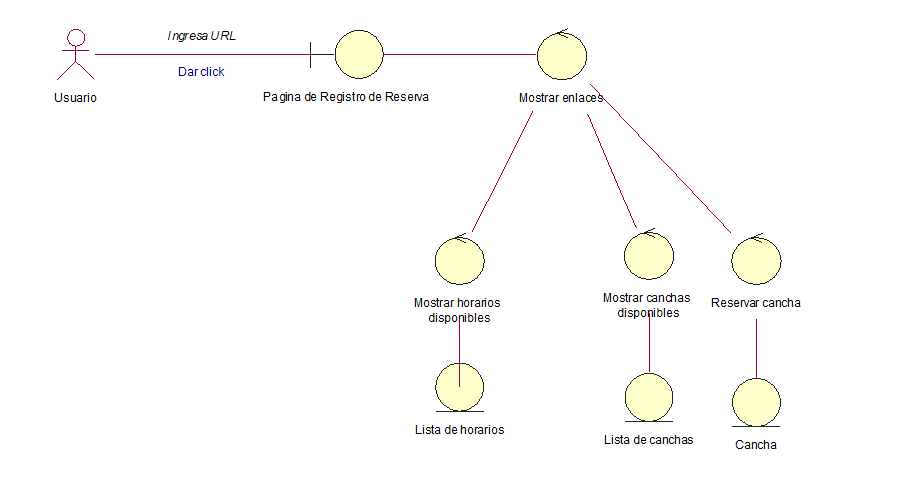 Ingresa URL
Dar click
Usuario
Pagina de Registro de Reserva
Mostrar enlaces
Mostrar horarios
disponibles
Mostrar canchas
disponibles
Reservar cancha
Lista de horarios
Lista de canchas
Cancha